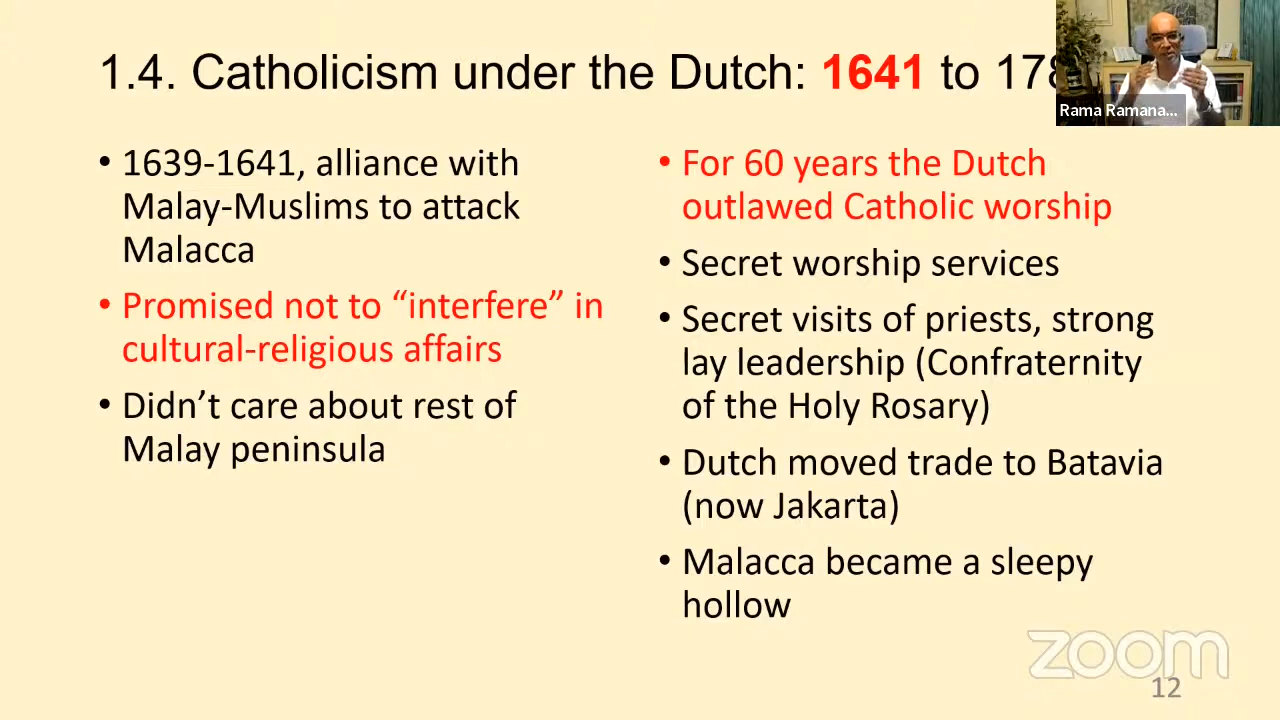 1.4. Catholicism under the Dutch: 1641 to 178
Rama Ramana...
• 1639-1641, alliance with
Malay-Muslims to attack
Malacca
• Promised not to “interfere” in
cultural-religious affairs
• Didn’t care about rest of
Malay peninsula
• For 60 years the Dutch
outlawed Catholic worship
• Secret worship services
• Secret visits of priests, strong
lay leadership (Confraternity
of the Holy Rosary)
• Dutch moved trade to Batavia
(now Jakarta)
• Malacca became a sleepy
hollow
zoom
12